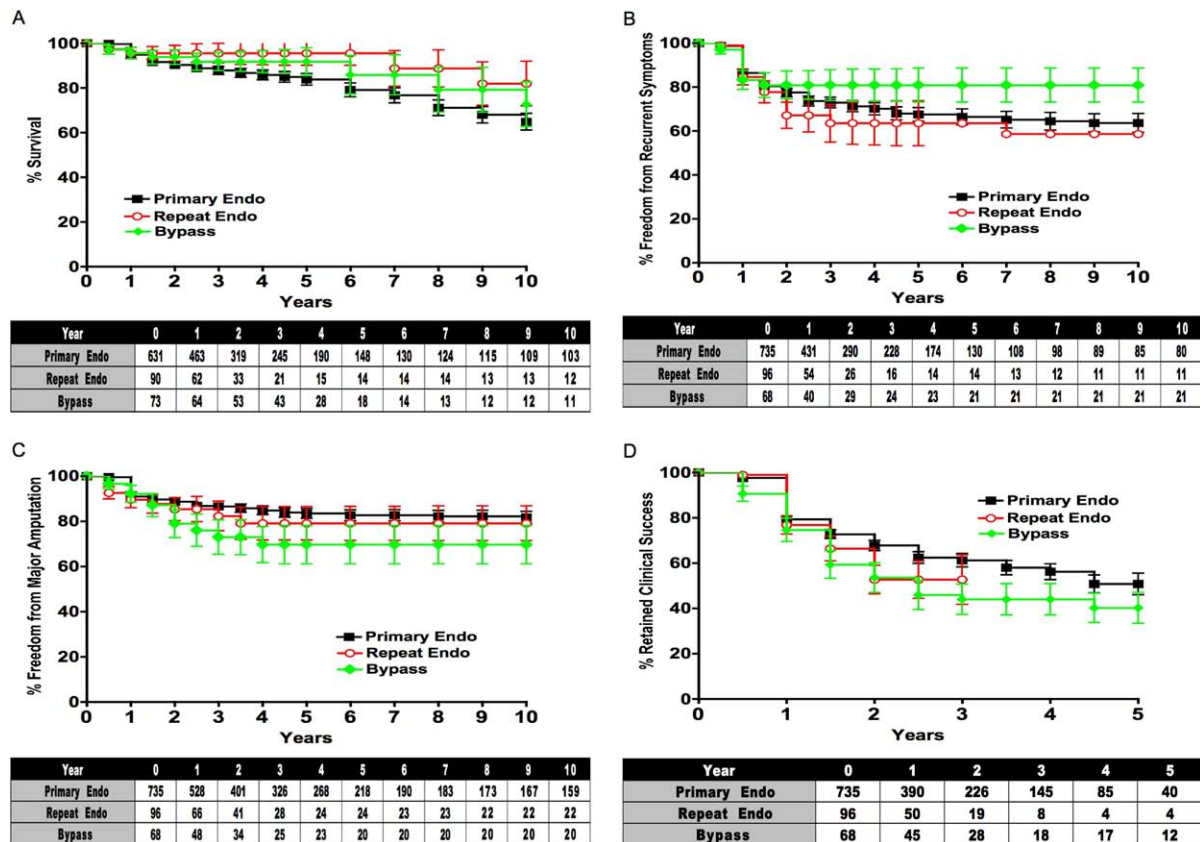 A
% Survival
100
80
60
40
20
0
Primary Endo
Repeat Endo
Bypass
0 1 2 3 4 5 6 7 8 9 10
Years
Year 0 1 2 3 4 5 6 7 8 9 10
Primary Endo 631 463 319 245 190 148 130 124 115 109 103
Repeat Endo 90 62 33 21 15 14 14 14 13 13 12
Bypass 73 64 53 43 28 18 14 13 12 12 11
B
% Freedom from Recurrent Symptoms
100
80
60
40
20
0
Primary Endo
Repeat Endo
Bypass
0 1 2 3 4 5 6 7 8 9 10
Years
Year 0 1 2 3 4 5 6 7 8 9 10
Primary Endo 735 431 290 228 174 130 108 98 89 85 80
Repeat Endo 96 54 26 16 14 14 13 12 11 11 11
Bypass 68 40 29 24 23 21 21 21 21 21 21
C
% Freedom from Major Amputation
100
80
60
40
20
0
Primary Endo
Repeat Endo
Bypass
0 1 2 3 4 5 6 7 8 9 10
Years
Year 0 1 2 3 4 5 6 7 8 9 10
Primary Endo 735 528 401 326 268 218 190 183 173 167 159
Repeat Endo 96 66 41 28 24 24 23 23 22 22 22
Bypass 68 48 34 25 23 20 20 20 20 20 20
D
% Retained Clinical Success
100
80
60
40
20
0
Primary Endo
Repeat Endo
Bypass
0 1 2 3 4 5
Years
Year 0 1 2 3 4 5
Primary Endo 735 390 226 145 85 40
Repeat Endo 96 50 19 8 4 4
Bypass 68 45 28 18 17 12